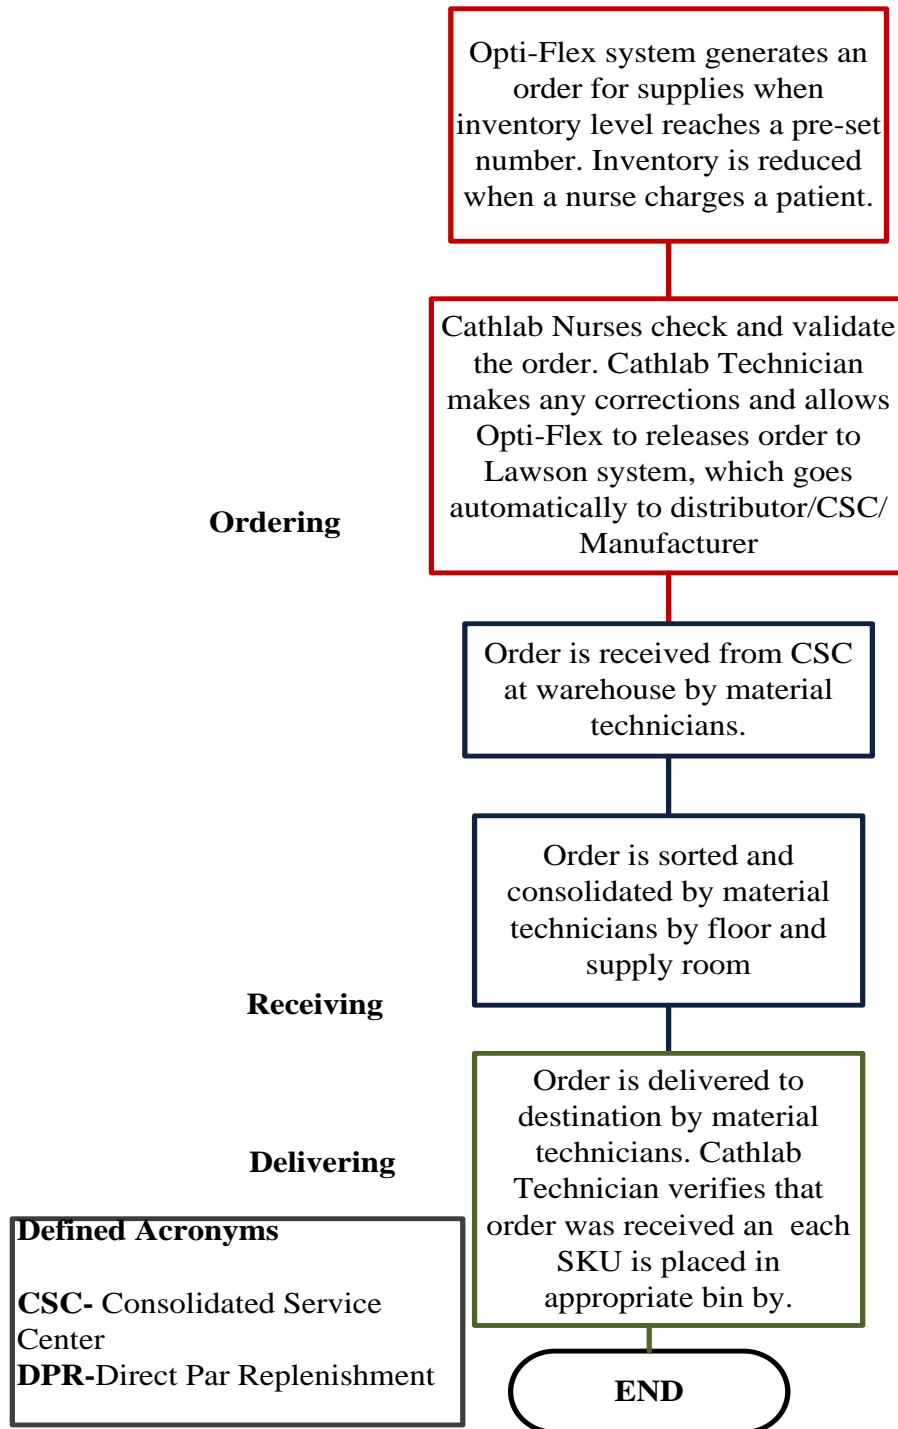 Opti-Flex system generates an
order for supplies when
inventory level reaches a pre-set
number. Inventory is reduced
when a nurse charges a patient.
Cathlab Nurses check and validate
the order. Cathlab Technician
makes any corrections and allows
Opti-Flex to releases order to
Lawson system, which goes
automatically to distributor/CSC/
Manufacturer
Ordering
Order is received from CSC
at warehouse by material
technicians.
Order is sorted and
consolidated by material
technicians by floor and
supply room
Receiving
Order is delivered to
destination by material
technicians. Cathlab
Technician verifies that
order was received an  each
SKU is placed in
appropriate bin by.
Delivering
Defined Acronyms
CSC- Consolidated Service
Center
DPR-Direct Par Replenishment
END